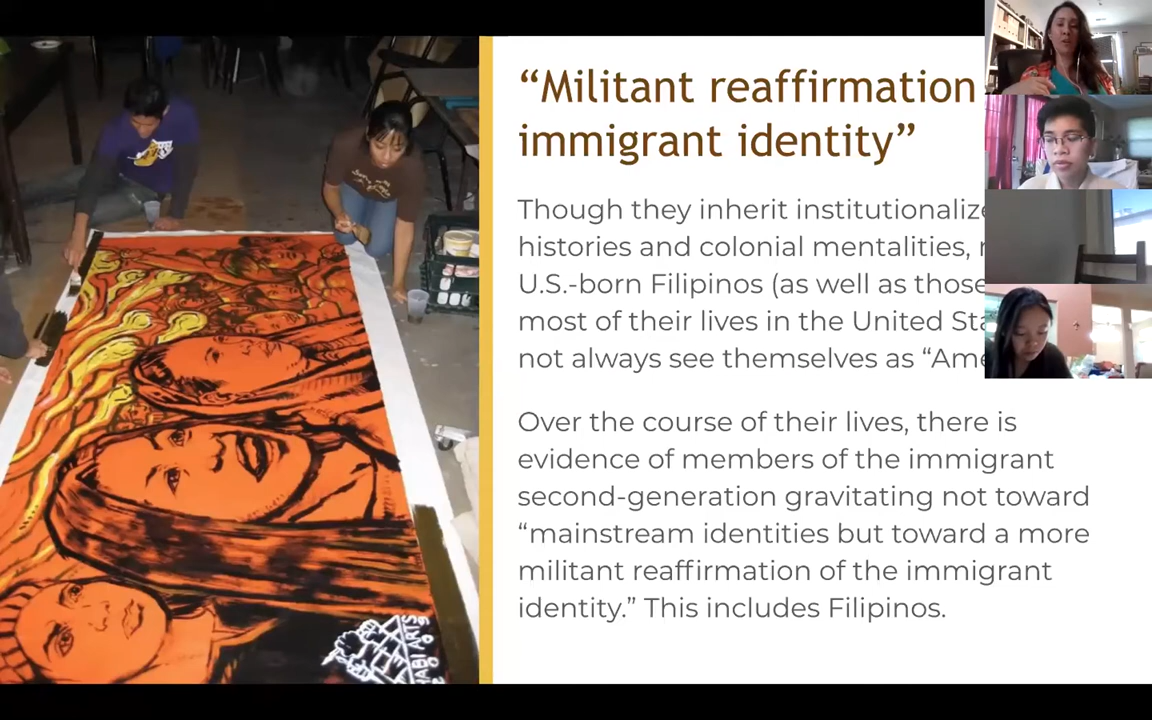 “Militant reaffirmation
immigrant identity”
Though they inherit institutionalize
histories and colonial mentalities,
U.S.-born Filipinos (as well as those
most of their lives in the United Sta
not always see themselves as “Ame
Over the course of their lives, there is
evidence of members of the immigrant
second-generation gravitating not toward
“mainstream identities but toward a more
militant reaffirmation of the immigrant
identity.” This includes Filipinos.
HABI ARTS